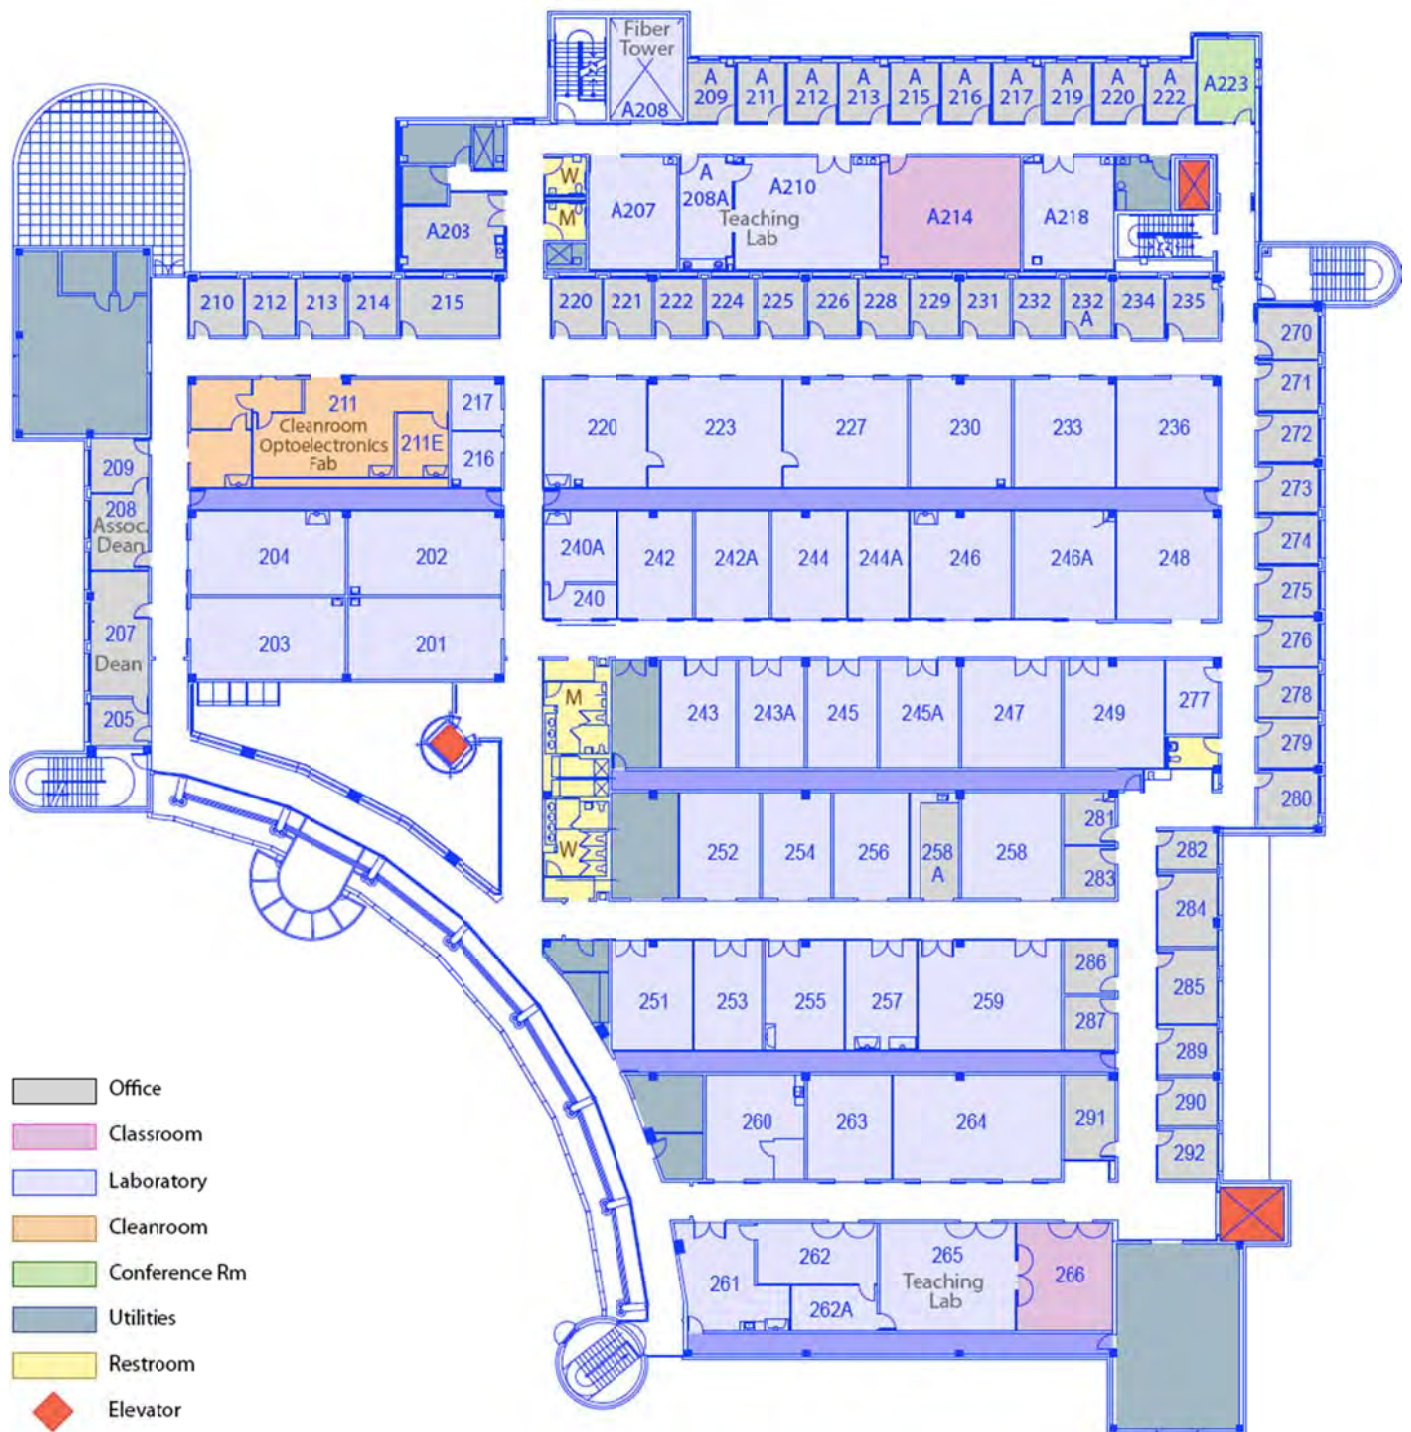 Fiber
Tower
A208
A
209
A
211
A
212
A
213
A
215
A
216
A
217
A
219
A
220
A
222
A223
W
M
A203
A207
A
208A
A210
Teaching
Lab
A214
A218
210
212
213
214
215
220
221
222
224
225
226
228
229
231
232
232
A
234
235
270
271
272
273
274
275
276
278
279
280
211
Cleanroom
Optoelectronics
Fab
211E
217
216
220
223
227
230
233
236
209
208
Assoc.
Dean
207
Dean
205
204
202
203
201
240A
240
242
242A
244
244A
246
246A
248
M
243
243A
245
245A
247
249
277
W
252
254
256
258
A
258
281
283
282
284
285
289
290
292
251
253
255
257
259
286
287
260
263
264
291
261
262
262A
265
Teaching
Lab
266
Office
Classroom
Laboratory
Cleanroom
Conference Rm
Utilities
Restroom
Elevator